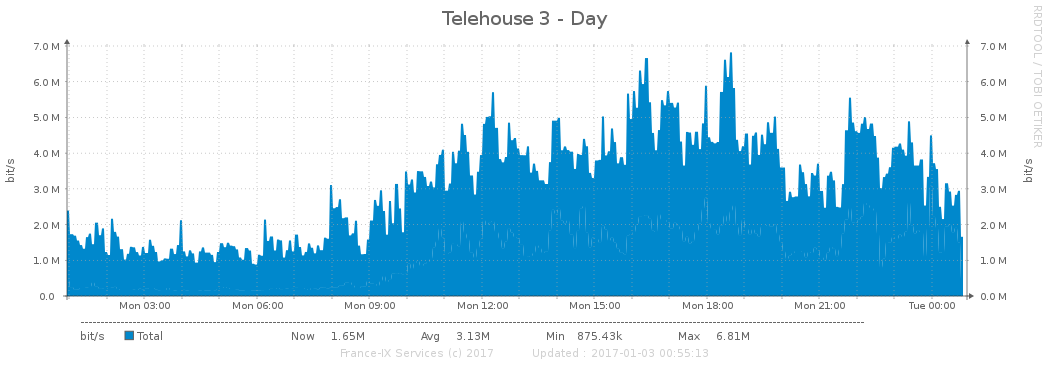 Telehouse 3 - Day
RRDTOOL / TOBI OETIKER
bit/s
7.0 M
6.0 M
5.0 M
4.0 M
3.0 M
2.0 M
1.0 M
0.0
7.0 M
6.0 M
5.0 M
4.0 M
3.0 M
2.0 M
1.0 M
0.0 M
bit/s
Mon 03:00 Mon 06:00 Mon 09:00 Mon 12:00 Mon 15:00 Mon 18:00 Mon 21:00 Tue 00:00
bit/s Total Now 1.65M Avg 3.13M Min 875.43k Max 6.81M
France-IX Services (c) 2017 Updated : 2017-01-03 00:55:13